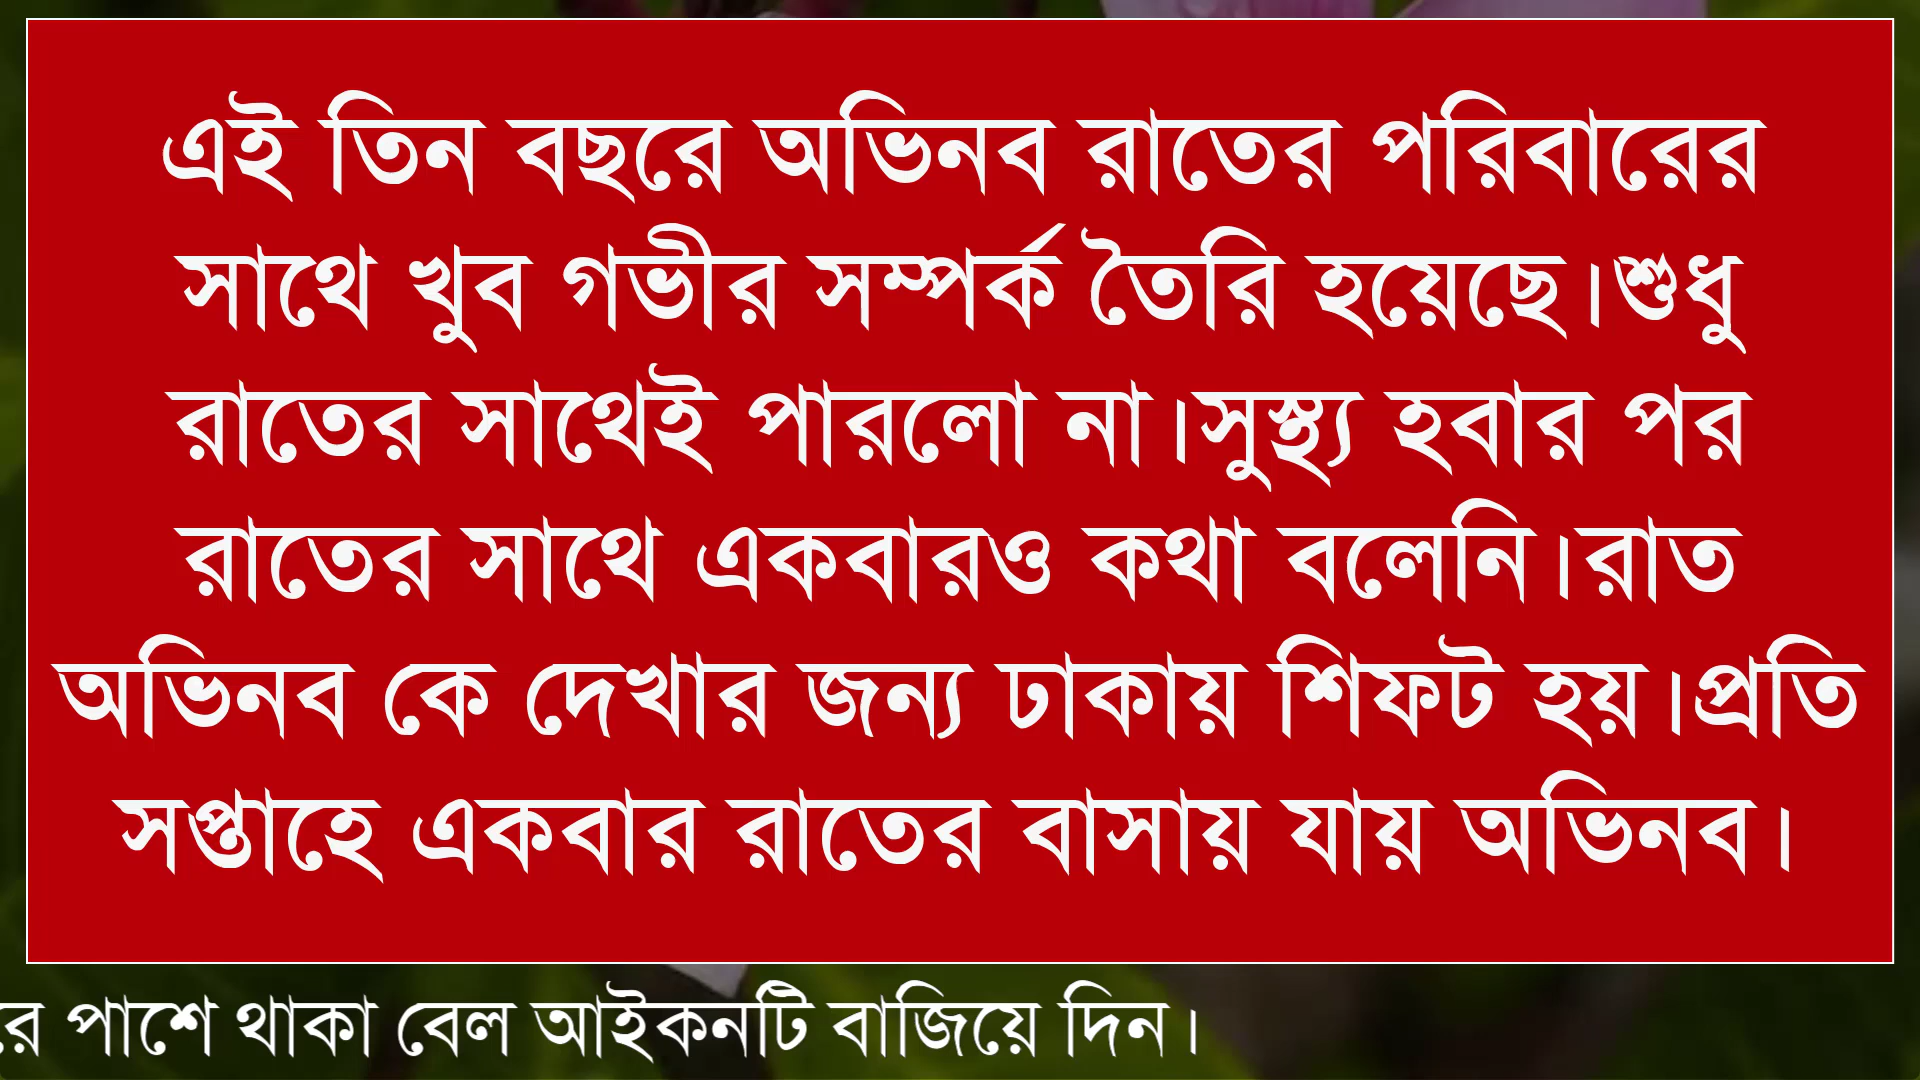 এই তিন বছরে অভিনব রাতের পরিবারের
সাথে খুব গভীর সম্পর্ক তৈরি হয়েছে।শুধু
রাতের সাথেই পারলো না।সুস্থ্য হবার পর
রাতের সাথে একবারও কথা বলেনি।রাত
অভিনব কে দেখার জন্য ঢাকায় শিফট হয়।প্রতি
সপ্তাহে একবার রাতের বাসায় যায় অভিনব।
পাশে থাকা বেল আইকনটি বাজিয়ে দিন।